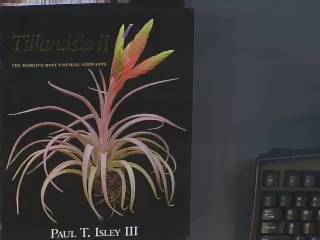 Tillandsia II
THE WORLD'S MOST UNUSUAL AIRPLANTS
PAUL T. ISLEY III